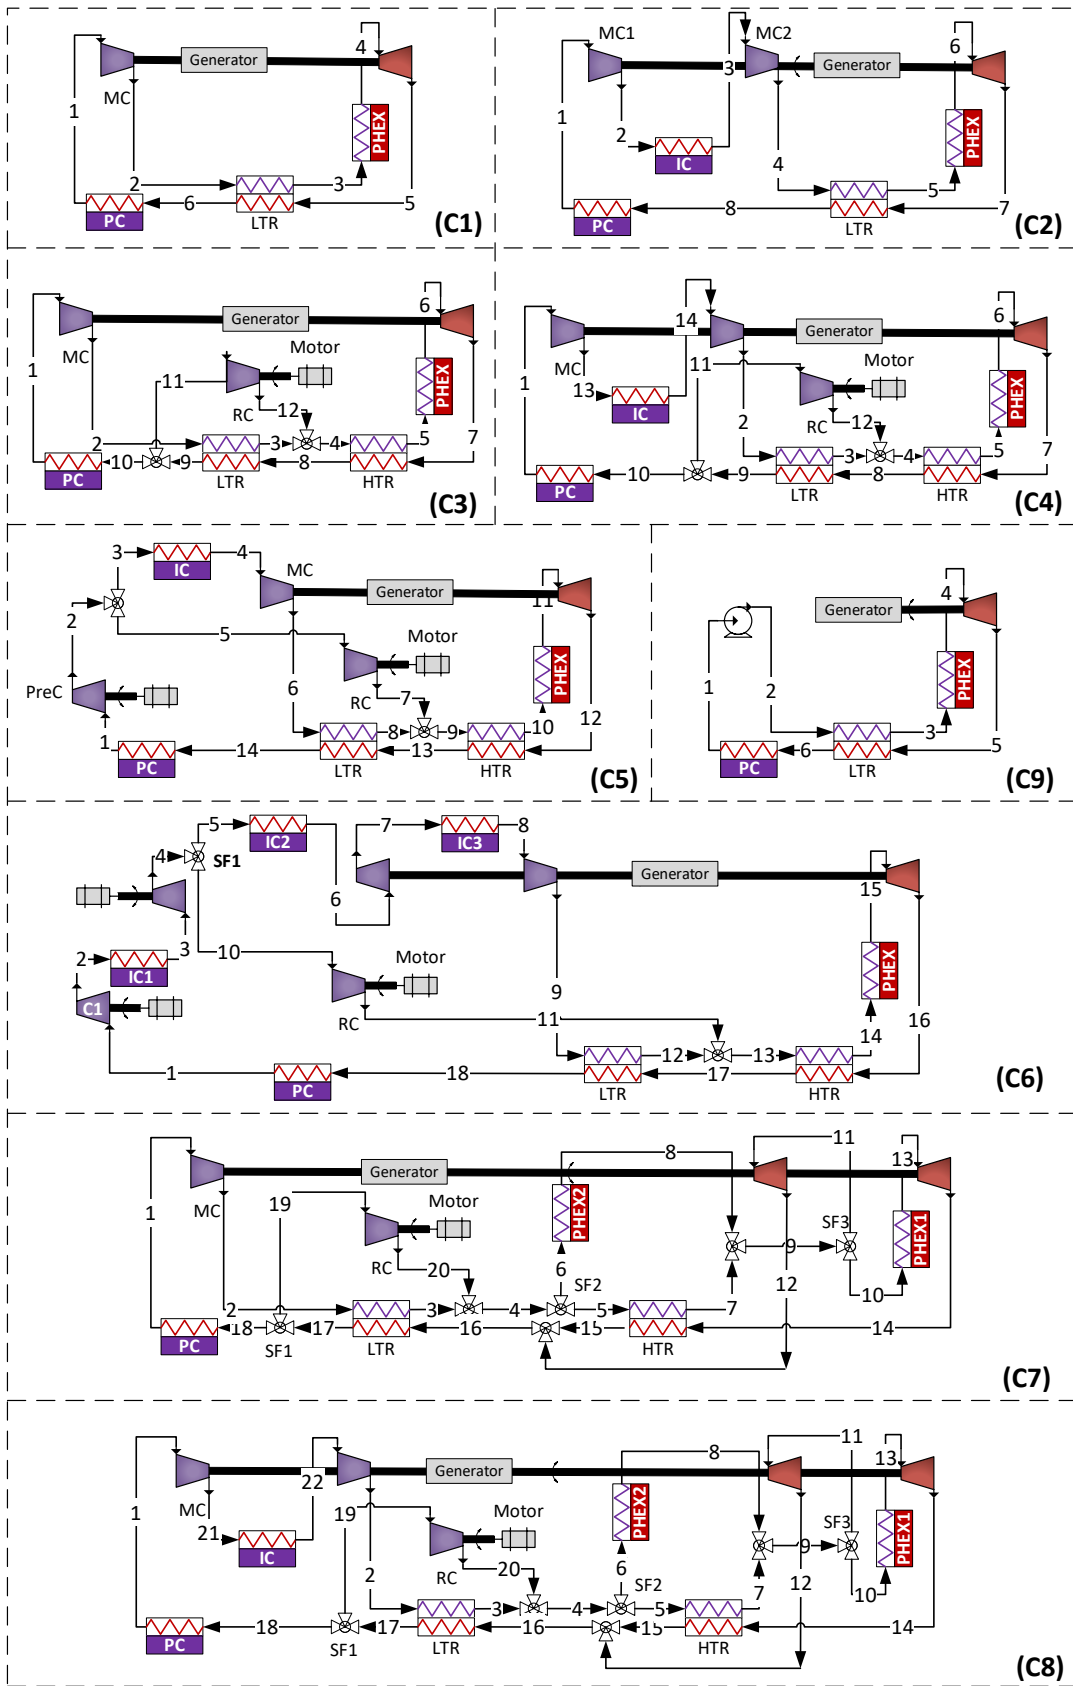 4
Generator
MC
1
PHEX
2
3
6
5
PC
LTR
(C1)
MC1
MC2
6
3
Generator
1
2
IC
PHEX
4
5
8
7
PC
LTR
(C2)
6
Generator
MC
Motor
1
11
PHEX
RC
12
2
3
4
5
7
10
9
8
PC
LTR
HTR
(C3)
14
6
Generator
MC
11
Motor
1
13
IC
PHEX
2
RC
12
3
4
5
7
10
9
8
PC
LTR
HTR
(C4)
3
4
IC
MC
Generator
11
2
5
Motor
PreC
6
RC
7
PHEX
1
8
9
10
12
14
13
PC
LTR
HTR
(C5)
4
Generator
1
2
PHEX
3
6
5
PC
LTR
(C9)
5
7
8
IC2
IC3
4
SF1
Generator
15
6
3
10
2
IC1
Motor
PHEX
9
C1
RC
11
14
16
12
13
1
18
17
PC
LTR
HTR
(C6)
8
11
13
Generator
MC
1
19
Motor
PHEX2
SF3
PHEX1
RC
20
6
SF2
9
12
10
2
3
4
5
7
18
17
16
15
14
PC
SF1
LTR
HTR
(C7)
8
11
13
22
Generator
MC
1
21
IC
19
Motor
PHEX2
SF3
PHEX1
RC
20
6
SF2
9
12
10
2
3
4
5
7
18
17
16
15
14
PC
SF1
LTR
HTR
(C8)